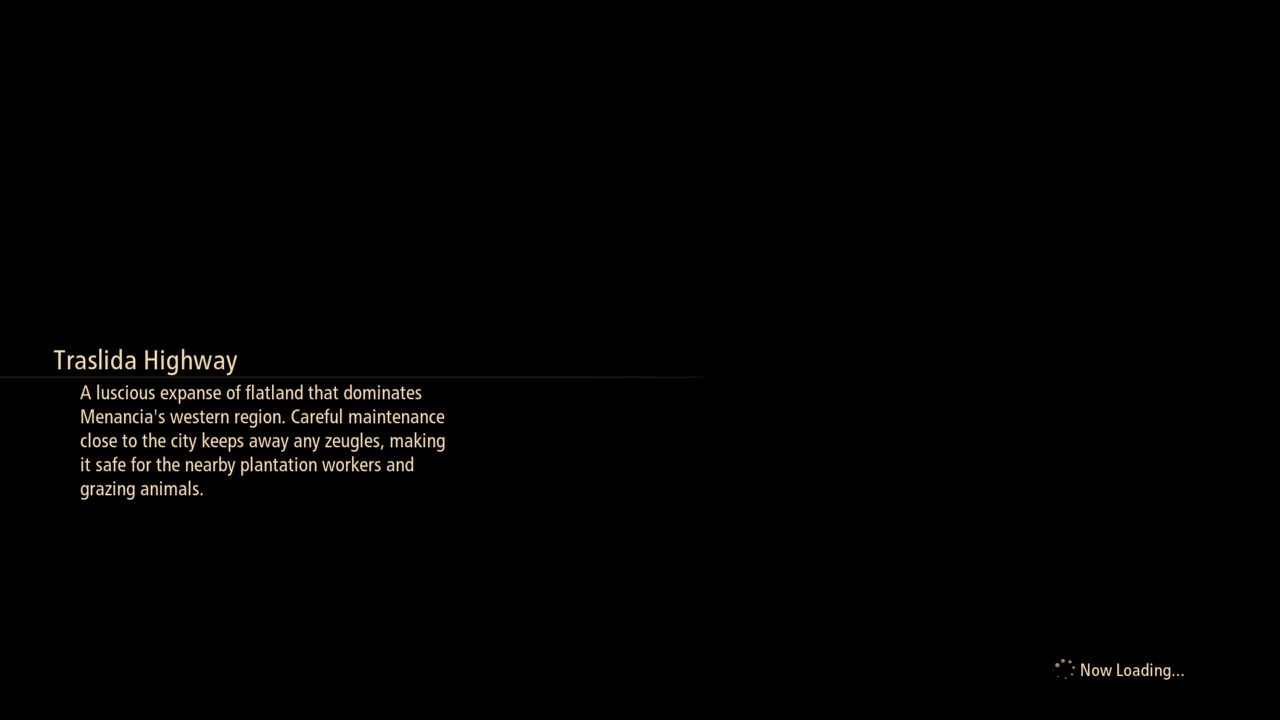 Traslida Highway
A luscious expanse of flatland that dominates
Menancia's western region. Careful maintenance
close to the city keeps away any zeugles, making
it safe for the nearby plantation workers and
grazing animals.
Now Loading...